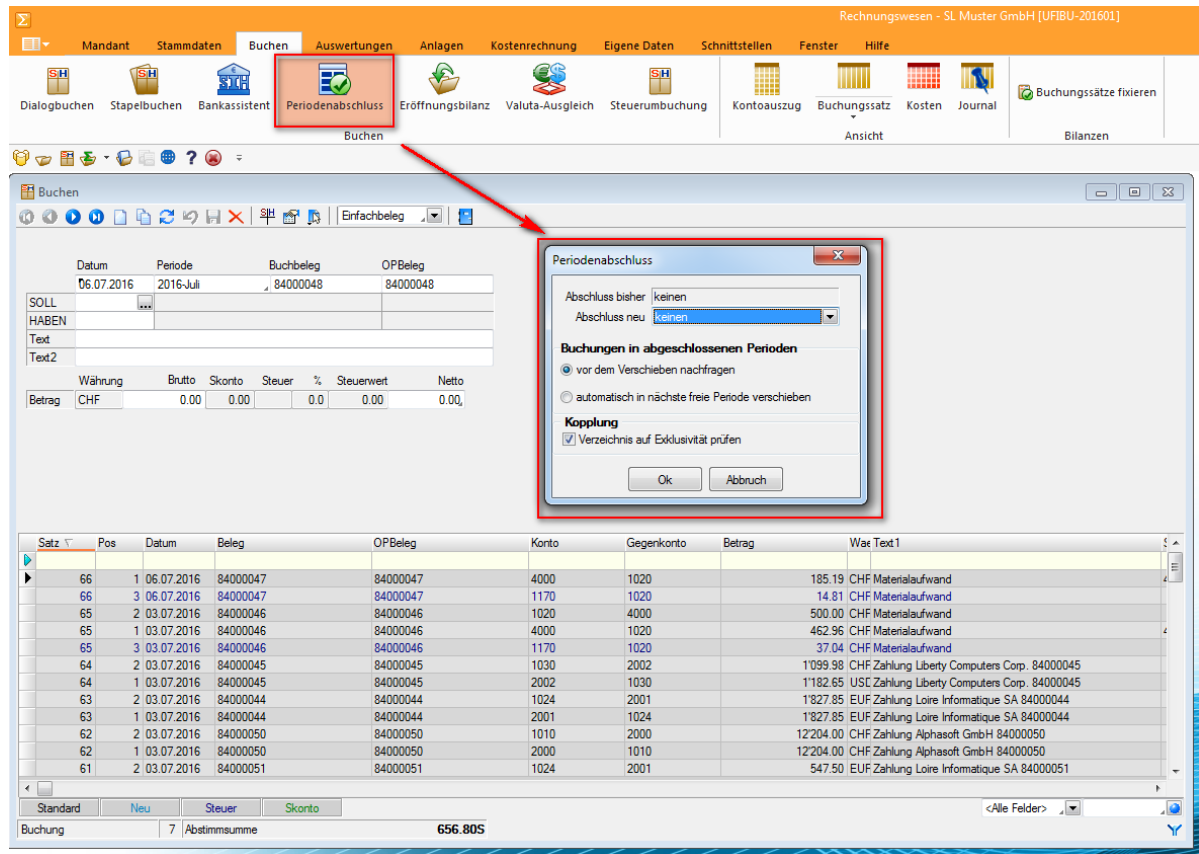 Rechnungswesen - SL Muster GmbH [UFIBU-201601]
Mandant Stammdaten Buchen Auswertungen Anlagen Kostenrechnung Eigene Daten Schnittstellen Fenster Hilfe
Dialogbuchen Stapelbuchen Bankassistent Periodenabschluss Eröffnungsbilanz Valuta-Ausgleich Steuerumbuchung Kontoauszug Buchungssatz Kosten Journal Buchungssätze fixieren
Buchen Ansicht Bilanzen
Buchen
Einfachbeleg
Datum Periode Buchbeleg OPBeleg
06.07.2016 2016-Juli 84000048 84000048
SOLL ...
HABEN
Text
Text2
Währung Brutto Skonto Steuer % Steuerwert Netto
Betrag CHF 0.00 0.00 0.0 0.00 0.00
Periodenabschluss
Abschluss bisher keinen
Abschluss neu keinen
Buchungen in abgeschlossenen Perioden
vor dem Verschieben nachfragen
automatisch in nächste freie Periode verschieben
Kopplung
Verzeichnis auf Exklusivität prüfen
Ok Abbruch
Satz Pos Datum Beleg OPBeleg Konto Gegenkonto Betrag Wae Text1
66 1 06.07.2016 84000047 84000047 4000 1020 185.19 CHF Materialaufwand
66 3 06.07.2016 84000047 84000047 1170 1020 14.81 CHF Materialaufwand
65 2 03.07.2016 84000046 84000046 1020 4000 500.00 CHF Materialaufwand
65 1 03.07.2016 84000046 84000046 4000 1020 462.96 CHF Materialaufwand
65 3 03.07.2016 84000046 84000046 1170 1020 37.04 CHF Materialaufwand
64 2 03.07.2016 84000045 84000045 1030 2002 1'099.98 CHF Zahlung Liberty Computers Corp. 84000045
64 1 03.07.2016 84000045 84000045 2002 1030 1'182.65 USD Zahlung Liberty Computers Corp. 84000045
63 2 03.07.2016 84000044 84000044 1024 2001 1'827.85 EUF Zahlung Loire Informatique SA 84000044
63 1 03.07.2016 84000044 84000044 2001 1024 1'827.85 EUF Zahlung Loire Informatique SA 84000044
62 2 03.07.2016 84000050 84000050 1010 2000 12'204.00 CHF Zahlung Alphasoft GmbH 84000050
62 1 03.07.2016 84000050 84000050 2000 1010 12'204.00 CHF Zahlung Alphasoft GmbH 84000050
61 2 03.07.2016 84000051 84000051 1024 2001 547.50 EUF Zahlung Loire Informatique SA 84000051
Standard Neu Steuer Skonto <Alle Felder>
Buchung 7 Abstimmsumme 656.80S